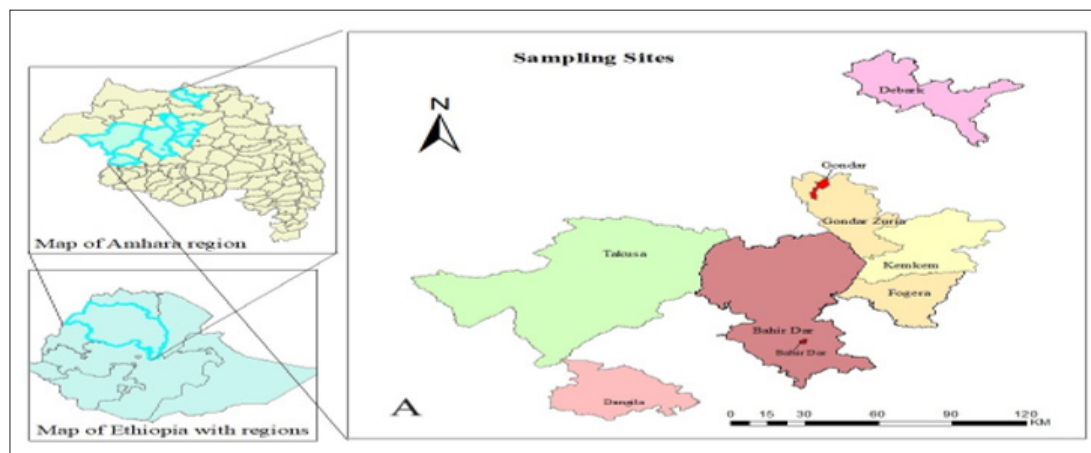 Sampling Sites
Debark
N
Gondar
Gondar Zuria
Map of Amhara region
Takusa
Kemkem
Fogera
Bahir Dar
Bahir Dar
Dangila
A
0 15 30 60 90 120
KM
Map of Ethiopia with regions